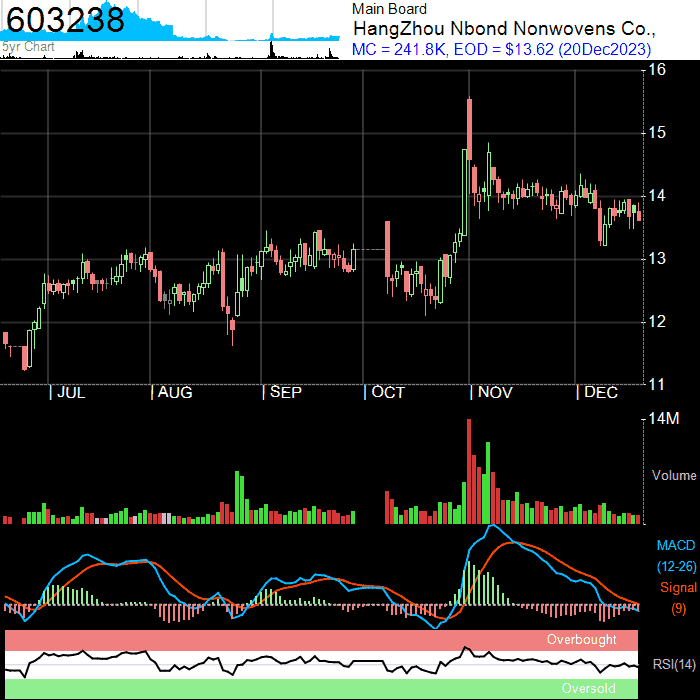 603238
5yr Chart
Main Board
HangZhou Nbond Nonwovens Co.,
MC = 241.8K, EOD = $13.62 (20Dec2023)
16
15
14
13
12
11
JUL
AUG
SEP
OCT
NOV
DEC
14M
Volume
MACD
(12-26)
Signal
(9)
Overbought
RSI(14)
Oversold